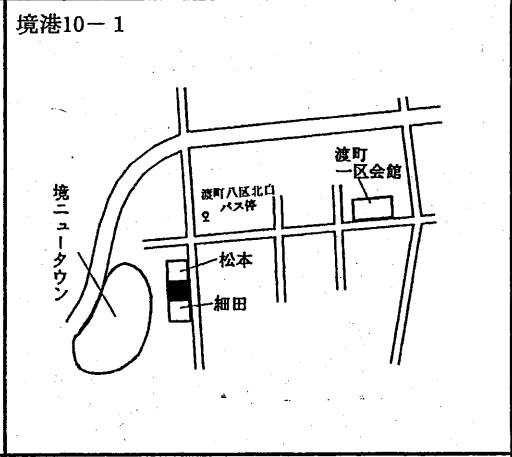 境港10－1
渡町
一区会館
渡町八区北口
バス停
境ニュータウン
松本
細田